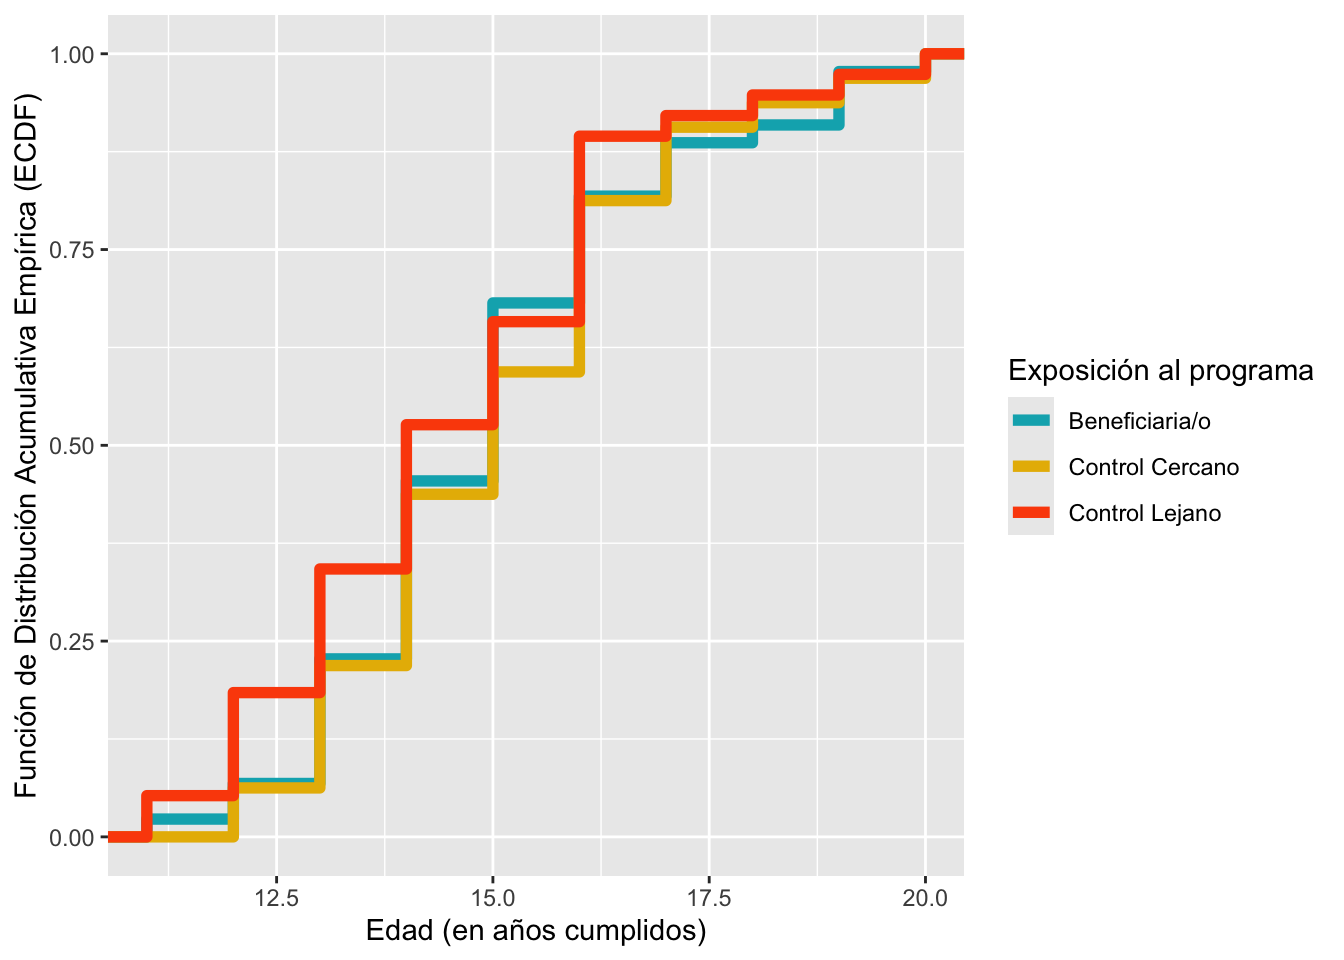 Función de Distribución Acumulativa Empírica (ECDF)
1.00
0.75
0.50
0.25
0.00
12.5
15.0
17.5
20.0
Edad (en años cumplidos)
Exposición al programa
Beneficiaria/o
Control Cercano
Control Lejano